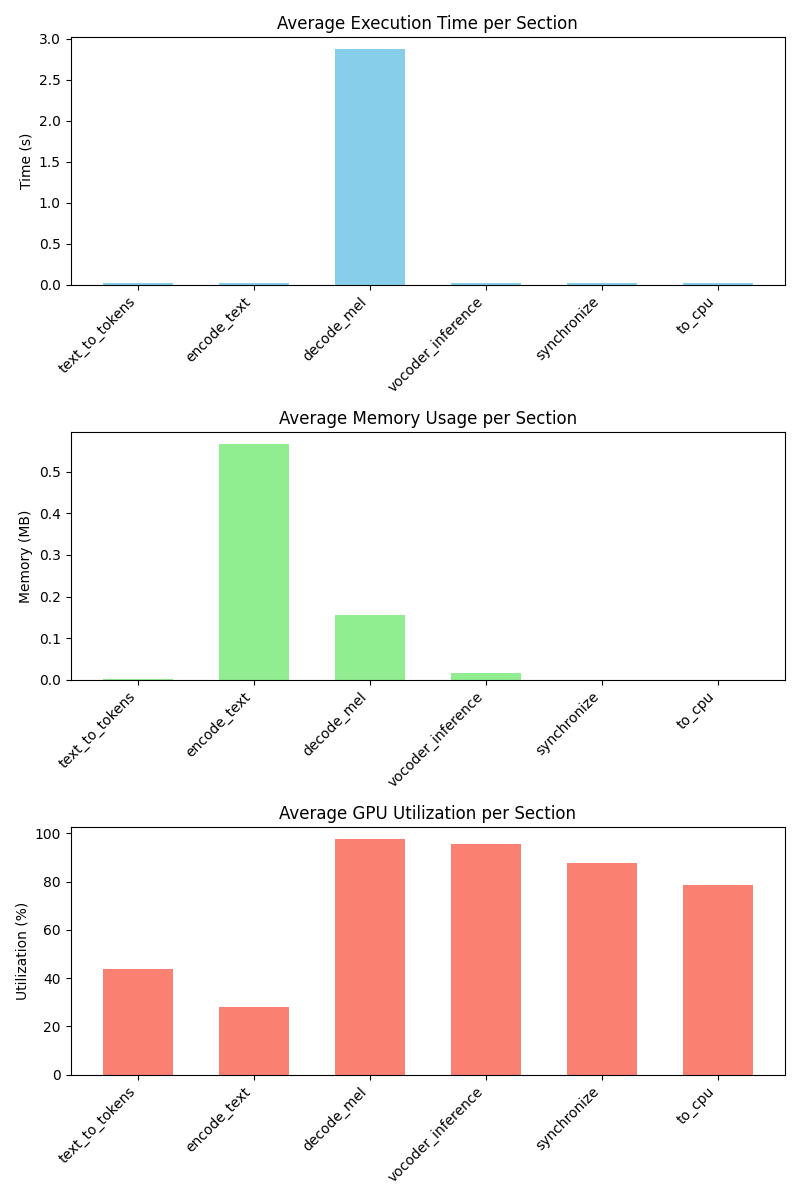 Average Execution Time per Section
3.0
2.5
2.0
1.5
1.0
0.5
0.0
Time (s)
text_to_tokens
encode_text
decode_mel
vocoder_inference
synchronize
to_cpu
Average Memory Usage per Section
0.5
0.4
0.3
0.2
0.1
0.0
Memory (MB)
text_to_tokens
encode_text
decode_mel
vocoder_inference
synchronize
to_cpu
Average GPU Utilization per Section
100
80
60
40
20
0
Utilization (%)
text_to_tokens
encode_text
decode_mel
vocoder_inference
synchronize
to_cpu